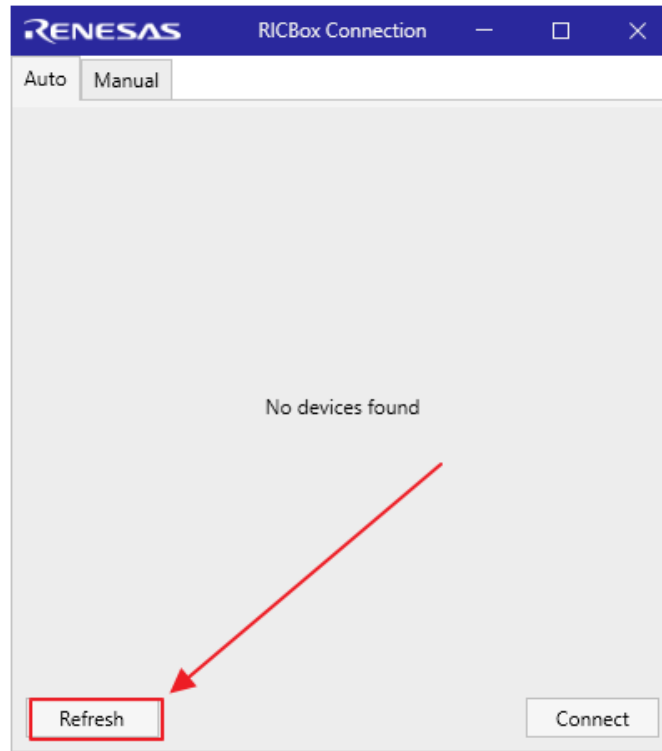 RENESAS RICBox Connection
Auto Manual
No devices found
Refresh Connect